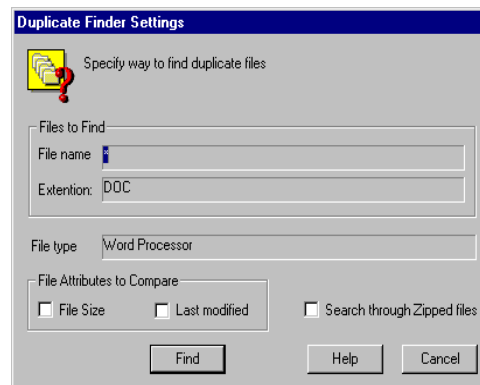 Duplicate Finder Settings
Specify way to find duplicate files
Files to Find
File name *
Extention: DOC
File type Word Processor
File Attributes to Compare
File Size Last modified Search through Zipped files
Find Help Cancel